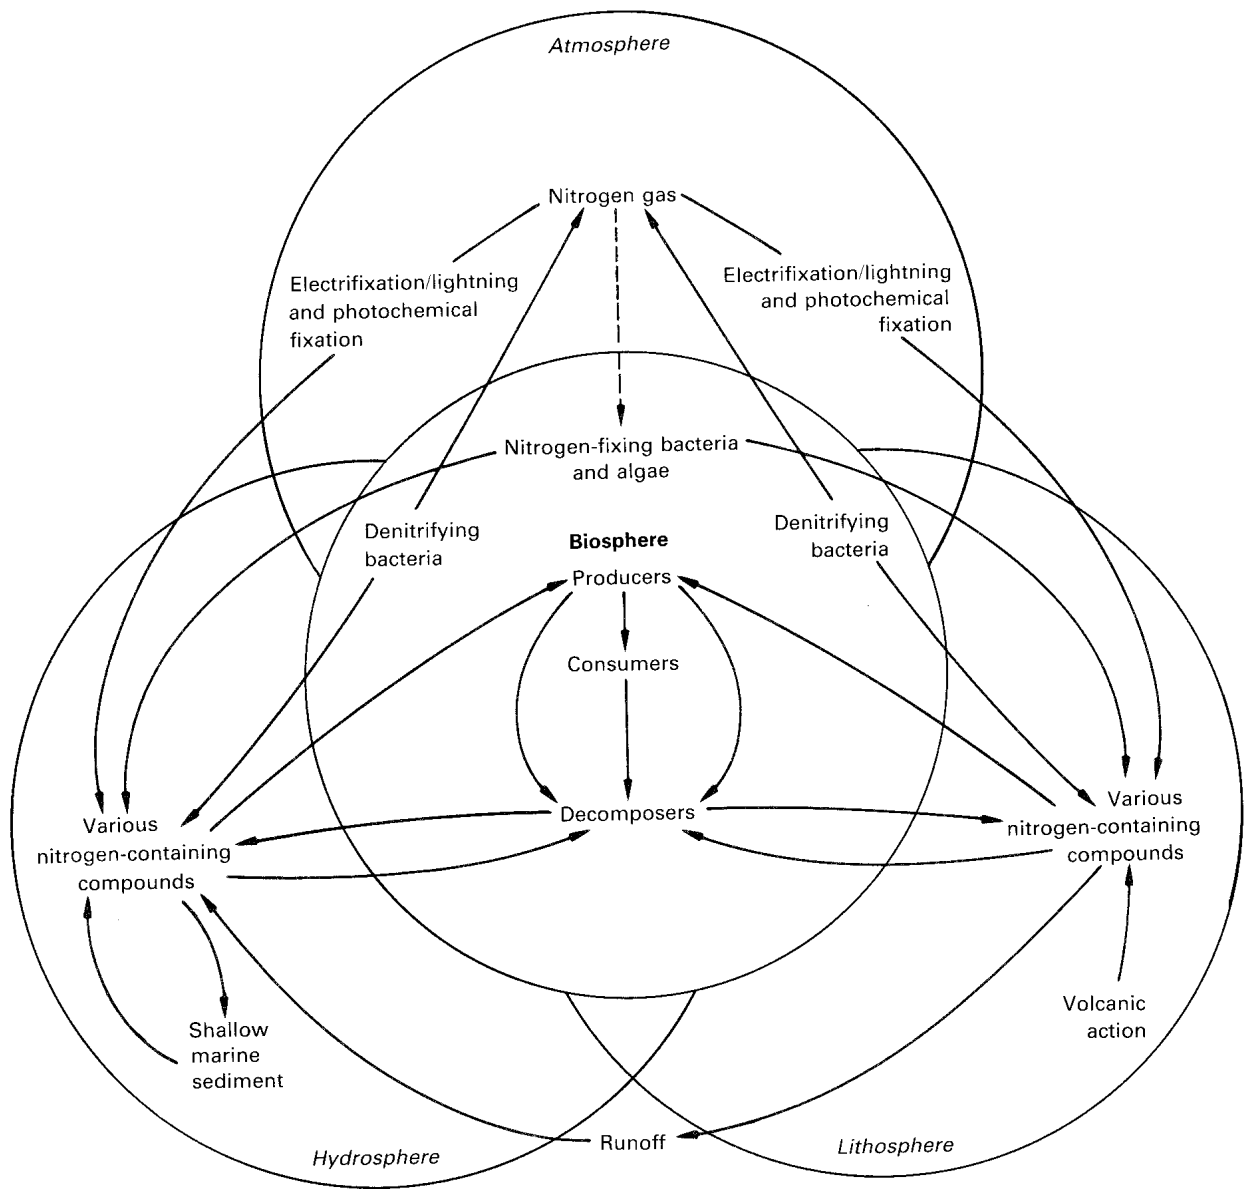 Atmosphere
Nitrogen gas
Electrifixation/lightning
and photochemical
fixation
Electrifixation/lightning
and photochemical
fixation
Nitrogen-fixing bacteria
and algae
Denitrifying
bacteria
Denitrifying
bacteria
Biosphere
Producers
Consumers
Decomposers
Various
nitrogen-containing
compounds
Various
nitrogen-containing
compounds
Shallow
marine
sediment
Volcanic
action
Runoff
Hydrosphere
Lithosphere